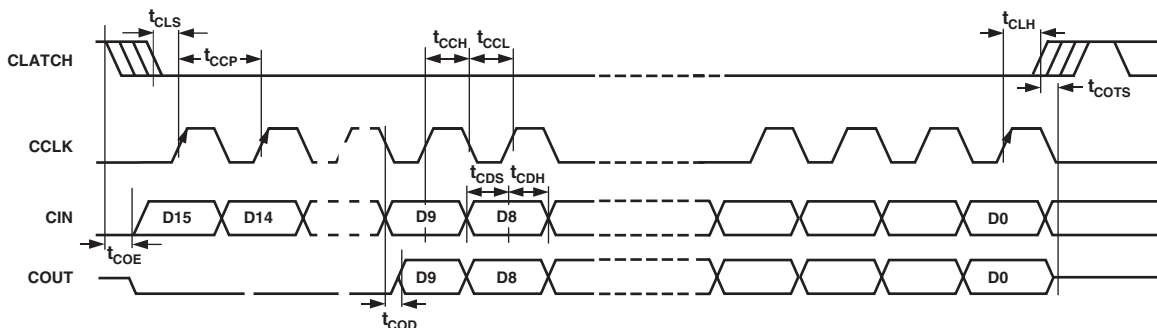 tCLS
tCCP
tCCH
tCCL
tCLH
CLATCH
tCOTS
CCLK
tCDS
tCDH
CIN
D15
D14
D9
D8
D0
tCOE
COUT
D9
D8
D0
tCOD